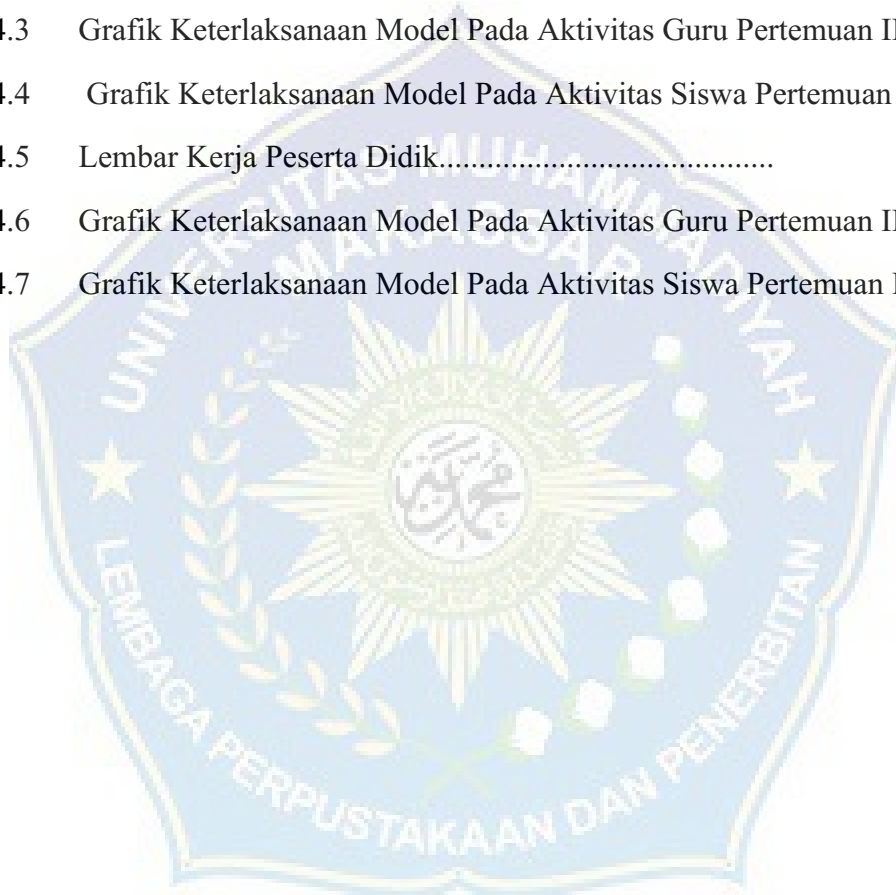 4.3 Grafik Keterlaksanaan Model Pada Aktivitas Guru Pertemuan
4.4 Grafik Keterlaksanaan Model Pada Aktivitas Siswa Pertemuan
4.5 Lembar Kerja Peserta Didik..........................................
4.6 Grafik Keterlaksanaan Model Pada Aktivitas Guru Pertemuan
4.7 Grafik Keterlaksanaan Model Pada Aktivitas Siswa Pertemuan
UNIVERSITAS MUHAMMADIYAH
MAKASSAR
محمدية
LEMBAGA PERPUSTAKAAN DAN PENERBITAN